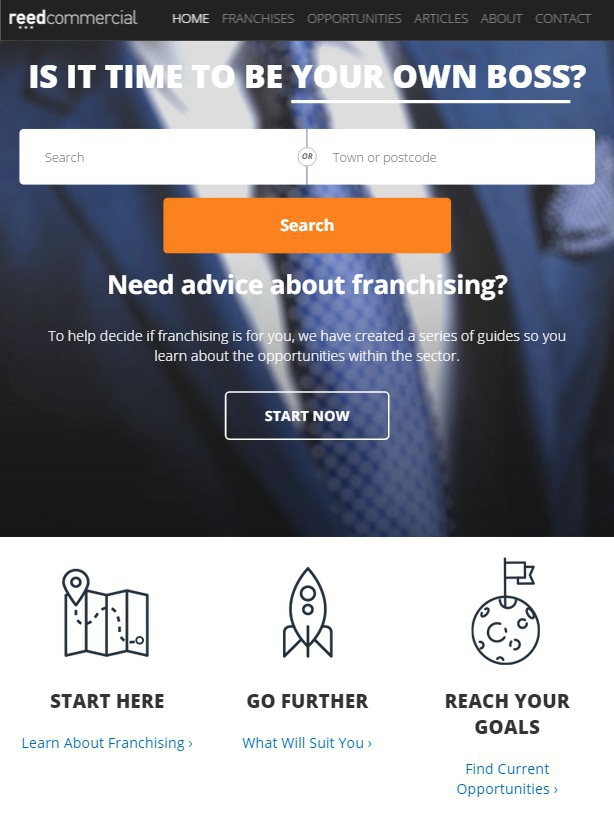 reedcommercial HOME FRANCHISES OPPORTUNITIES ARTICLES ABOUT CONTACT
IS IT TIME TO BE YOUR OWN BOSS?
Search OR Town or postcode
Search
Need advice about franchising?
To help decide if franchising is for you, we have created a series of guides so you
learn about the opportunities within the sector.
START NOW
START HERE
Learn About Franchising ›
GO FURTHER
What Will Suit You ›
REACH YOUR
GOALS
Find Current
Opportunities ›